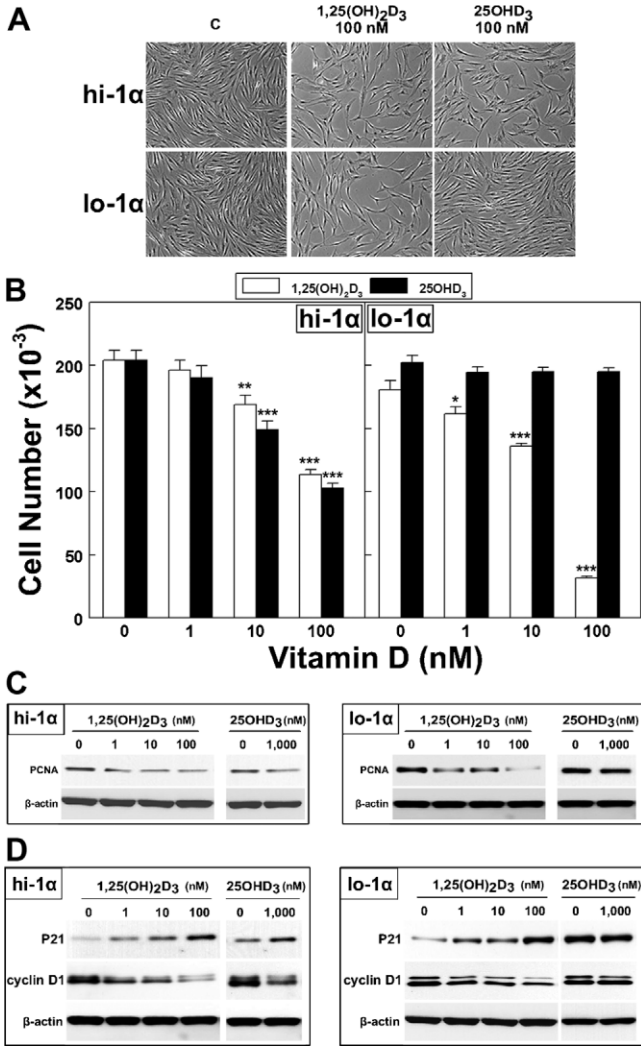 A
C
1,25(OH)₂D₃
100 nM
25OHD₃
100 nM
hi-1α
lo-1α
B
1,25(OH)₂D₃ 25OHD₃
hi-1α lo-1α
Cell Number (x10⁻³)
250
200
150
100
50
0
** *** *** ***
* *** ***
0 1 10 100 0 1 10 100
Vitamin D (nM)
C
hi-1α 1,25(OH)₂D₃ (nM) 25OHD₃(nM)
0 1 10 100 0 1,000
PCNA
β-actin
lo-1α 1,25(OH)₂D₃ (nM) 25OHD₃(nM)
0 1 10 100 0 1,000
PCNA
β-actin
D
hi-1α 1,25(OH)₂D₃ (nM) 25OHD₃(nM)
0 1 10 100 0 1,000
P21
cyclin D1
β-actin
lo-1α 1,25(OH)₂D₃ (nM) 25OHD₃(nM)
0 1 10 100 0 1,000
P21
cyclin D1
β-actin